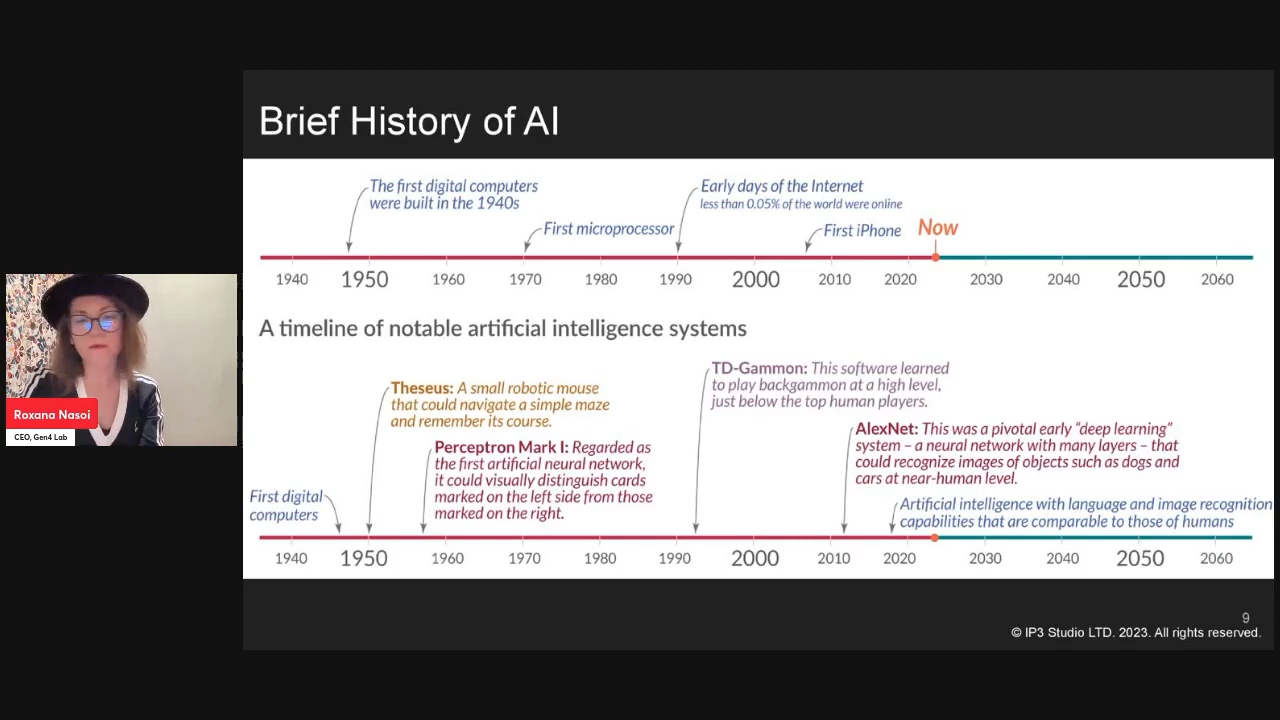 Brief History of AI
The first digital computers
were built in the 1940s
Early days of the Internet
less than 0.05% of the world were online
First microprocessor
First iPhone
Now
1940 1950 1960 1970 1980 1990 2000 2010 2020 2030 2040 2050 2060
A timeline of notable artificial intelligence systems
Theseus: A small robotic mouse
that could navigate a simple maze
and remember its course.
TD-Gammon: This software learned
to play backgammon at a high level,
just below the top human players.
Perceptron Mark I: Regarded as
the first artificial neural network,
it could visually distinguish cards
marked on the left side from those
marked on the right.
AlexNet: This was a pivotal early “deep learning”
system – a neural network with many layers – that
could recognize images of objects such as dogs and
cars at near-human level.
First digital
computers
Artificial intelligence with language and image recognition
capabilities that are comparable to those of humans
1940 1950 1960 1970 1980 1990 2000 2010 2020 2030 2040 2050 2060
Roxana Nasoi
CEO, Gen4 Lab
9
© IP3 Studio LTD. 2023. All rights reserved.